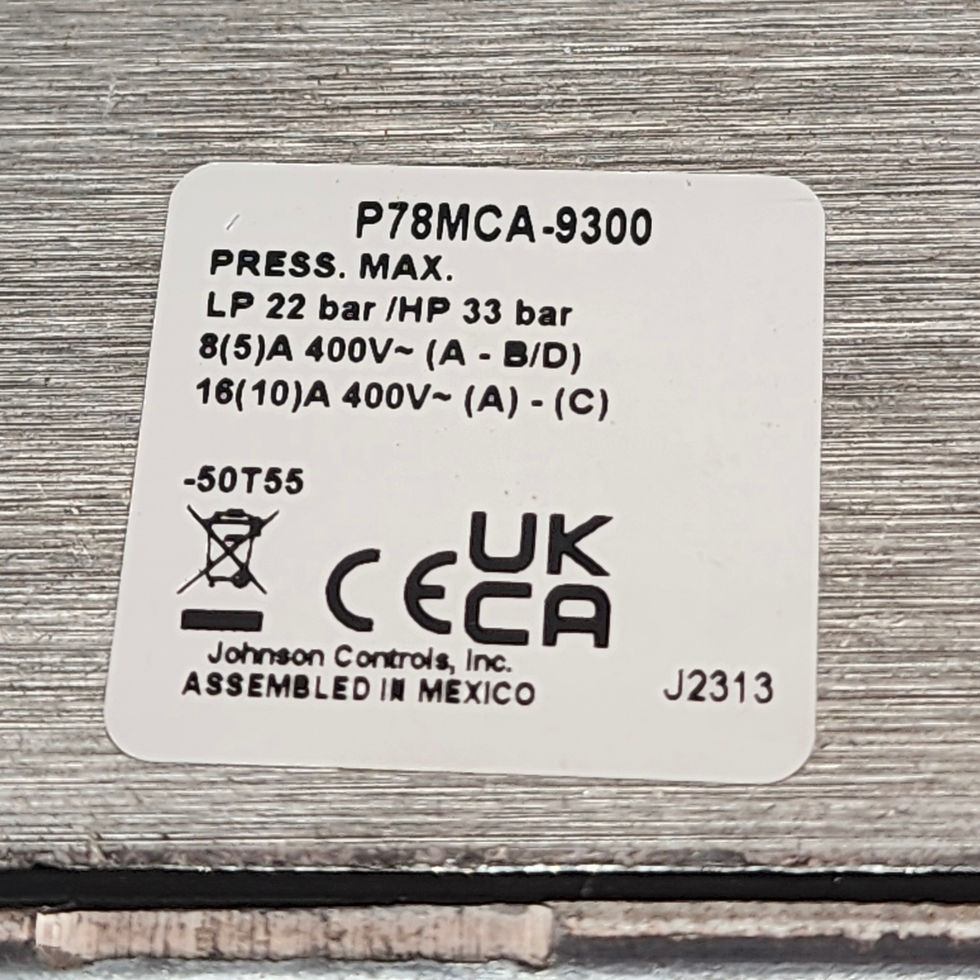 P78MCA-9300
PRESS. MAX.
LP 22 bar /HP 33 bar
8(5)A 400V~ (A - B/D)
16(10)A 400V~ (A) - (C)
-50T55
CE
UK
CA
Johnson Controls, Inc.
ASSEMBLED IN MEXICO
J2313